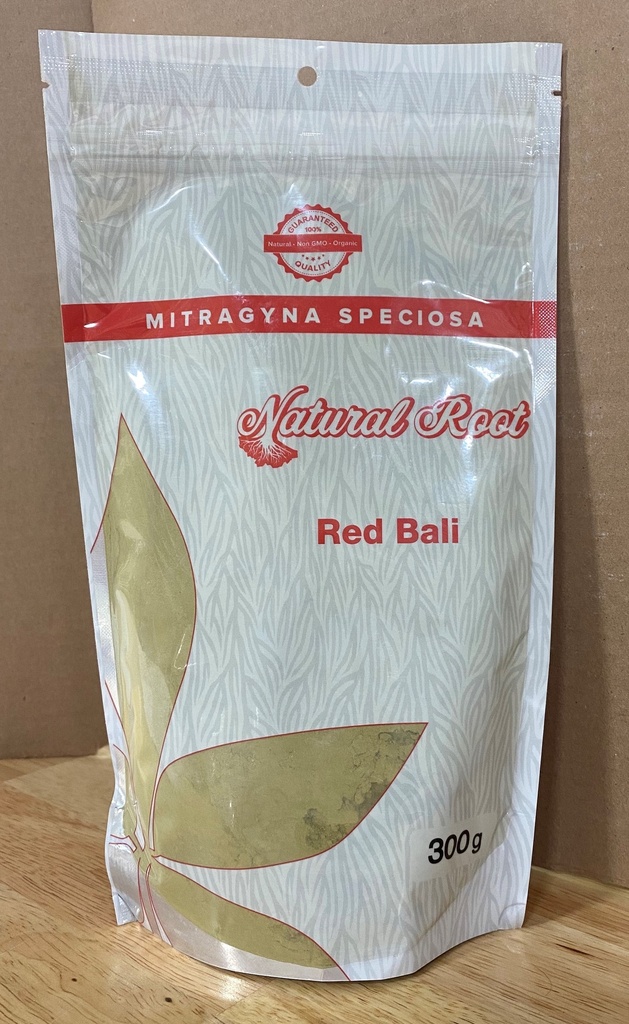 GUARANTEED
100%
Natural - Non GMO - Organic
QUALITY
MITRAGYNA SPECIOSA
Natural Root
Red Bali
300g